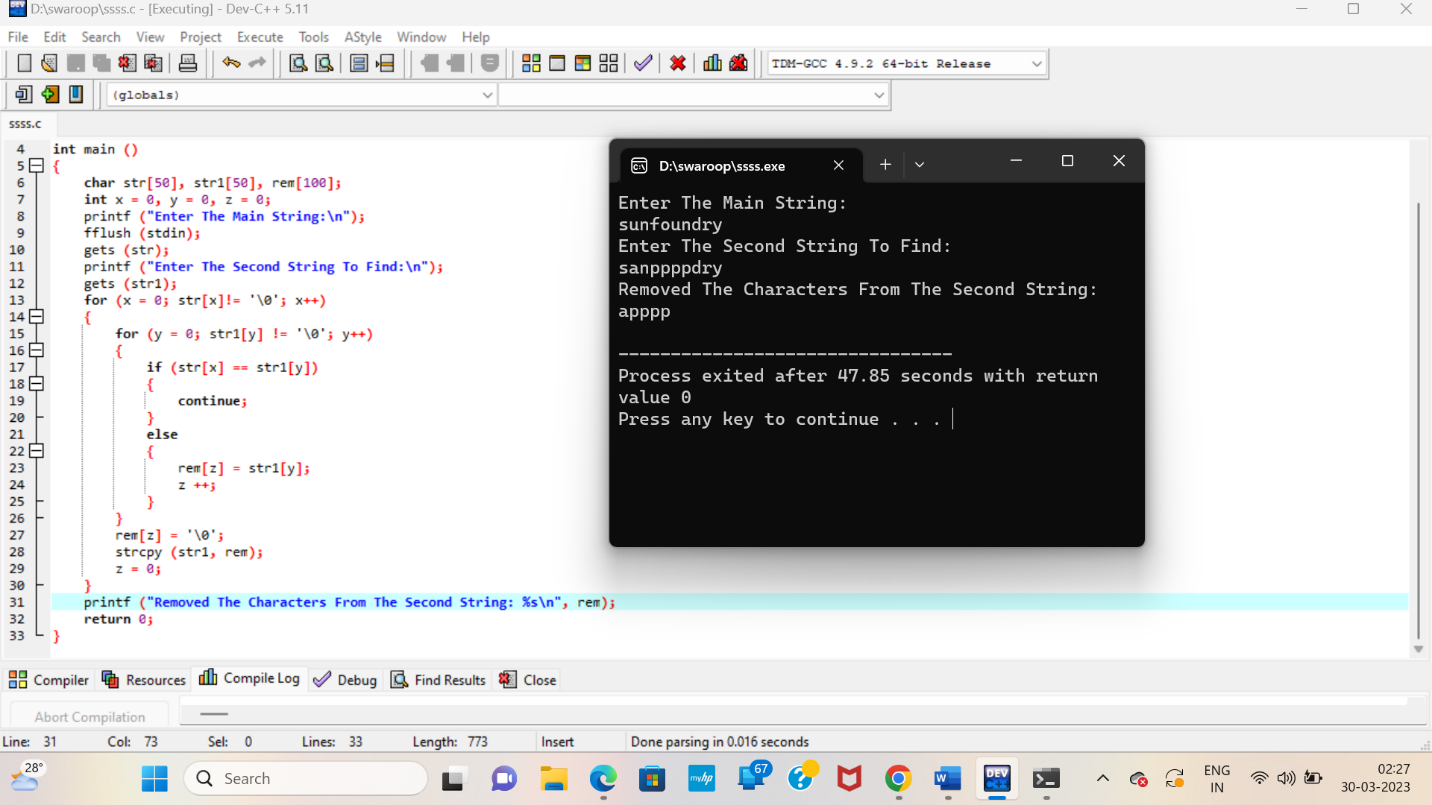 D:\swaroop\ssss.c - [Executing] - Dev-C++ 5.11
File Edit Search View Project Execute Tools AStyle Window Help
TDM-GCC 4.9.2 64-bit Release
(globals)
ssss.c
4 int main ()
5 {
6 char str[50], str1[50], rem[100];
7 int x = 0, y = 0, z = 0;
8 printf ("Enter The Main String:\n");
9 fflush (stdin);
10 gets (str);
11 printf ("Enter The Second String To Find:\n");
12 gets (str1);
13 for (x = 0; str[x]!= '\0'; x++)
14 {
15 for (y = 0; str1[y] != '\0'; y++)
16 {
17 if (str[x] == str1[y])
18 {
19 continue;
20 }
21 else
22 {
23 rem[z] = str1[y];
24 z ++;
25 }
26 }
27 rem[z] = '\0';
28 strcpy (str1, rem);
29 z = 0;
30 }
31 printf ("Removed The Characters From The Second String: %s\n", rem);
32 return 0;
33 }
D:\swaroop\ssss.exe
Enter The Main String:
sunfoundry
Enter The Second String To Find:
sanppppdry
Removed The Characters From The Second String:
apppp
--------------------------------
Process exited after 47.85 seconds with return
value 0
Press any key to continue . . .
Compiler Resources Compile Log Debug Find Results Close
Abort Compilation
Line: 31 Col: 73 Sel: 0 Lines: 33 Length: 773 Insert Done parsing in 0.016 seconds
28°
Search
myhp
67
DEV
ENG
IN
02:27
30-03-2023